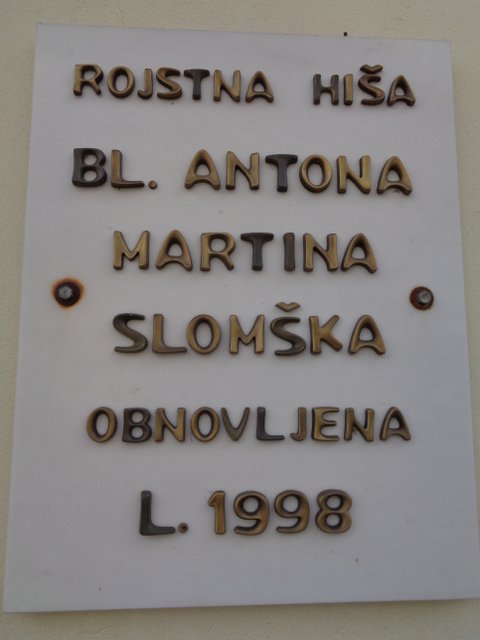 ROJSTNA HIŠA
BL. ANTONA
MARTINA
SLOMŠKA
OBNOVLJENA
L. 1998